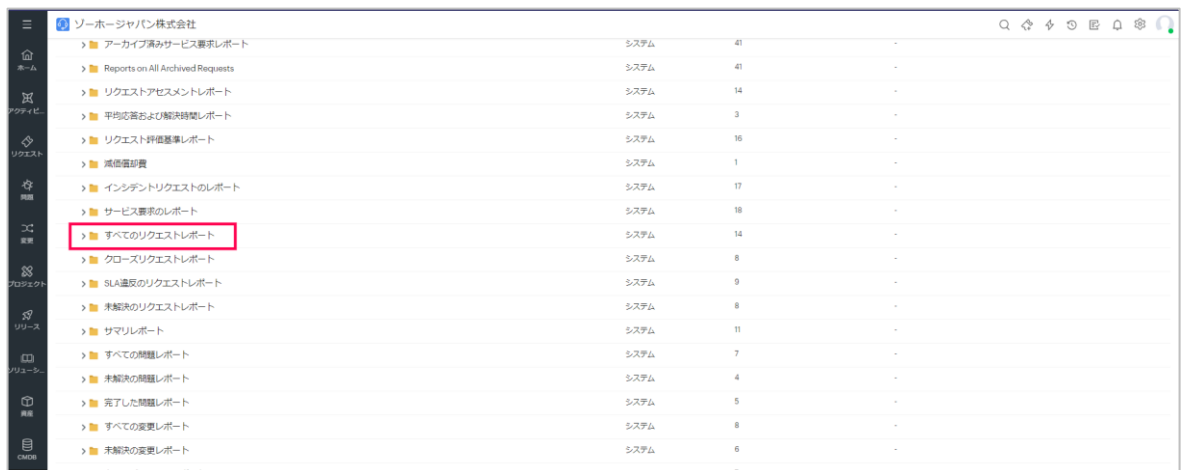 ゾーホージャパン株式会社
アーカイブ済みサービス要求レポート システム 41 -
Reports on All Archived Requests システム 41 -
リクエストアセスメントレポート システム 14 -
平均応答および解決時間レポート システム 3 -
リクエスト評価基準レポート システム 16 -
減価償却費 システム 1 -
インシデントリクエストのレポート システム 17 -
サービス要求のレポート システム 18 -
すべてのリクエストレポート システム 14 -
クローズリクエストレポート システム 8 -
SLA違反のリクエストレポート システム 9 -
未解決のリクエストレポート システム 8 -
サマリレポート システム 11 -
すべての問題レポート システム 7 -
未解決の問題レポート システム 4 -
完了した問題レポート システム 5 -
すべての変更レポート システム 8 -
未解決の変更レポート システム 6 -
ホーム
アクティビ...
リクエスト
問題
変更
プロジェクト
リリース
ソリューシ...
資産
CMDB